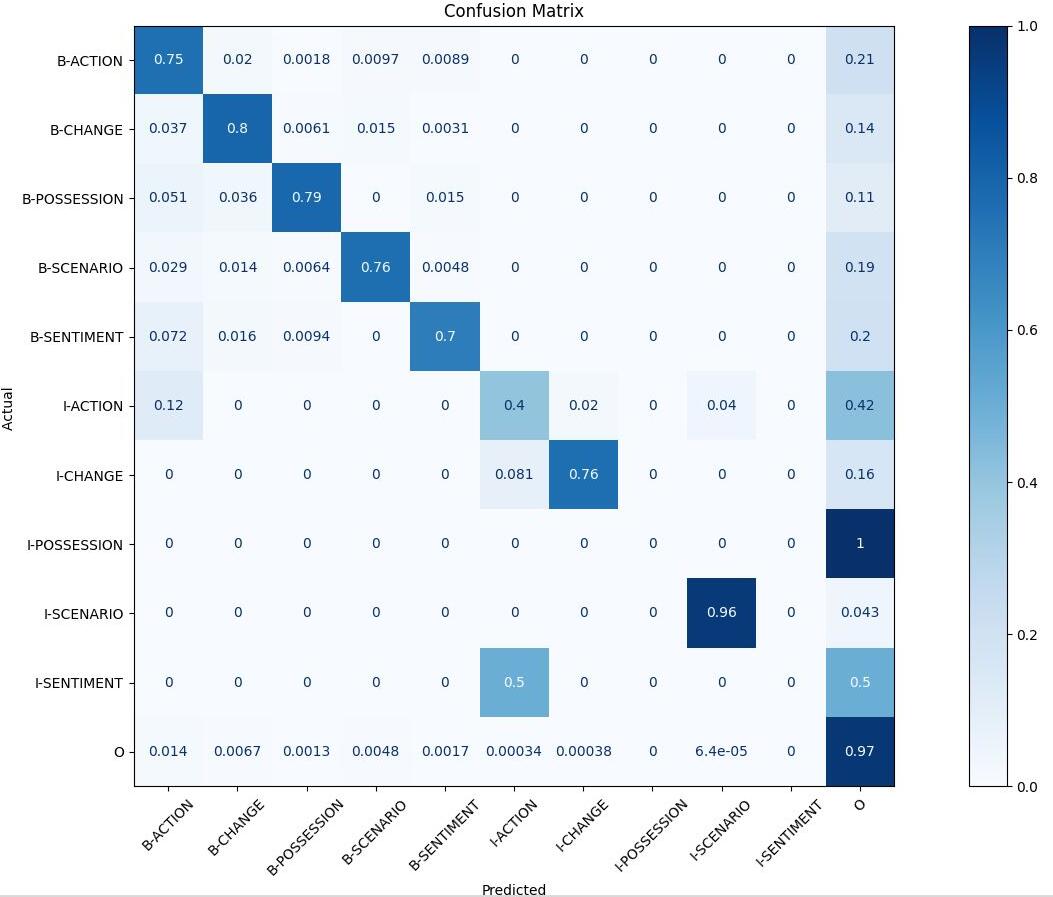 Confusion Matrix
B-ACTION 0.75 0.02 0.0018 0.0097 0.0089 0 0 0 0 0 0.21
B-CHANGE 0.037 0.8 0.0061 0.015 0.0031 0 0 0 0 0 0.14
B-POSSESSION 0.051 0.036 0.79 0 0.015 0 0 0 0 0 0.11
B-SCENARIO 0.029 0.014 0.0064 0.76 0.0048 0 0 0 0 0 0.19
B-SENTIMENT 0.072 0.016 0.0094 0 0.7 0 0 0 0 0 0.2
I-ACTION 0.12 0 0 0 0 0.4 0.02 0 0.04 0 0.42
I-CHANGE 0 0 0 0 0 0.081 0.76 0 0 0 0.16
I-POSSESSION 0 0 0 0 0 0 0 0 0 0 1
I-SCENARIO 0 0 0 0 0 0 0 0 0.96 0 0.043
I-SENTIMENT 0 0 0 0 0 0.5 0 0 0 0 0.5
O 0.014 0.0067 0.0013 0.0048 0.0017 0.00034 0.00038 0 6.4e-05 0 0.97
B-ACTION B-CHANGE B-POSSESSION B-SCENARIO B-SENTIMENT I-ACTION I-CHANGE I-POSSESSION I-SCENARIO I-SENTIMENT O
Predicted
Actual
1.0
0.8
0.6
0.4
0.2
0.0